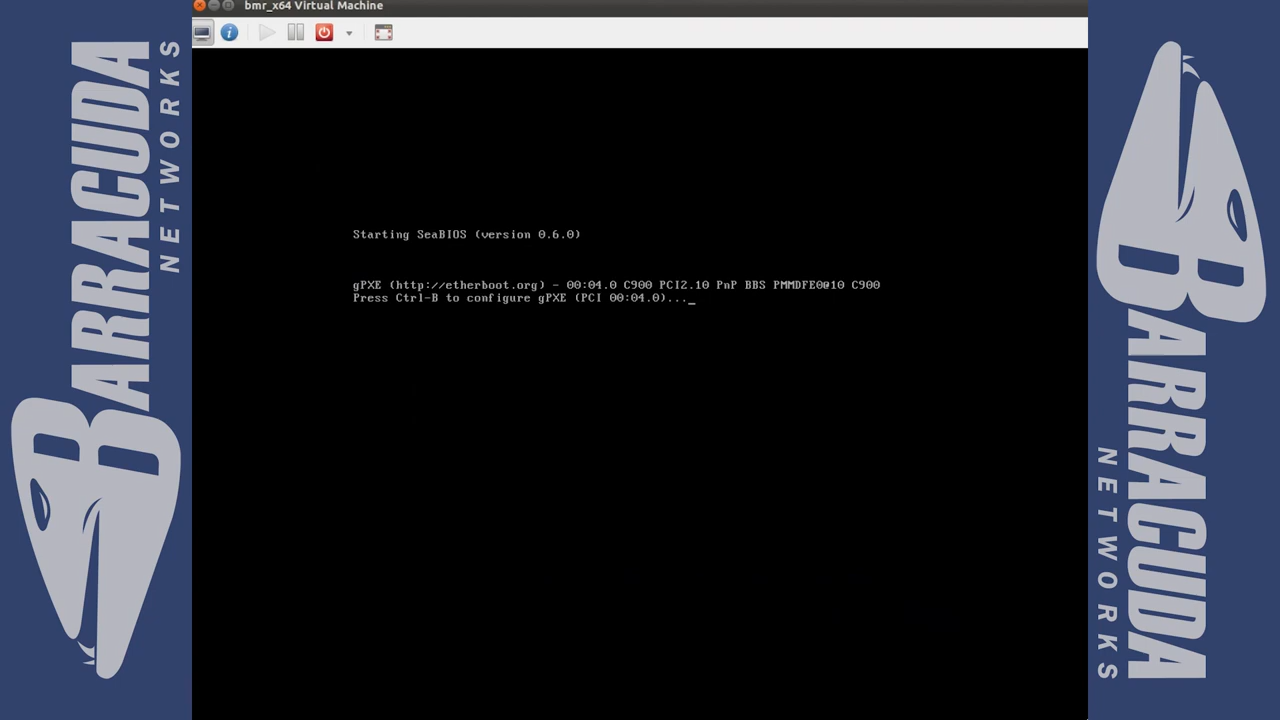 bmr_x64 Virtual Machine
Starting SeaBIOS (version 0.6.0)
gPXE (http://etherboot.org) - 00:04.0 C900 PCI2.10 PnP BBS PMMDFE0@10 C900
Press Ctrl-B to configure gPXE (PCI 00:04.0)..._
BARRACUDA
NETWORKS
BARRACUDA
NETWORKS